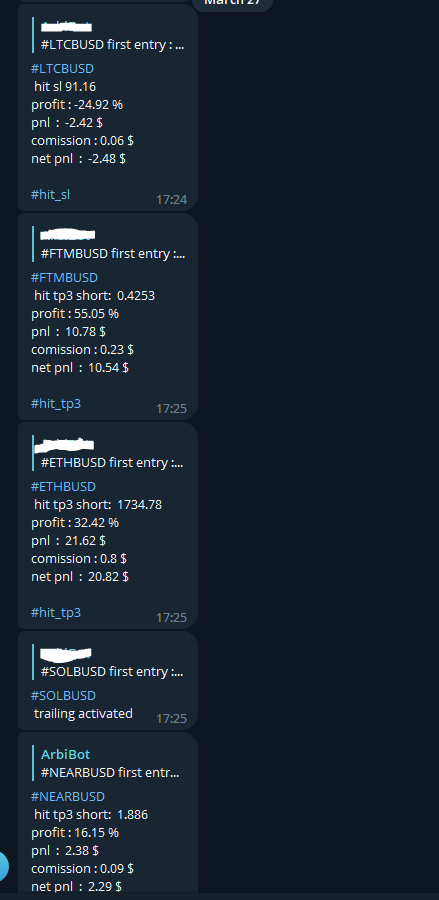 March 27
#LTCBUSD first entry : ...
#LTCBUSD
hit sl 91.16
profit : -24.92 %
pnl : -2.42 $
comission : 0.06 $
net pnl : -2.48 $
#hit_sl
17:24
#FTMBUSD first entry :...
#FTMBUSD
hit tp3 short: 0.4253
profit : 55.05 %
pnl : 10.78 $
comission : 0.23 $
net pnl : 10.54 $
#hit_tp3
17:25
#ETHBUSD first entry :...
#ETHBUSD
hit tp3 short: 1734.78
profit : 32.42 %
pnl : 21.62 $
comission : 0.8 $
net pnl : 20.82 $
#hit_tp3
17:25
#SOLBUSD first entry :...
#SOLBUSD
trailing activated
17:25
ArbiBot
#NEARBUSD first entr...
#NEARBUSD
hit tp3 short: 1.886
profit : 16.15 %
pnl : 2.38 $
comission : 0.09 $
net pnl : 2.29 $